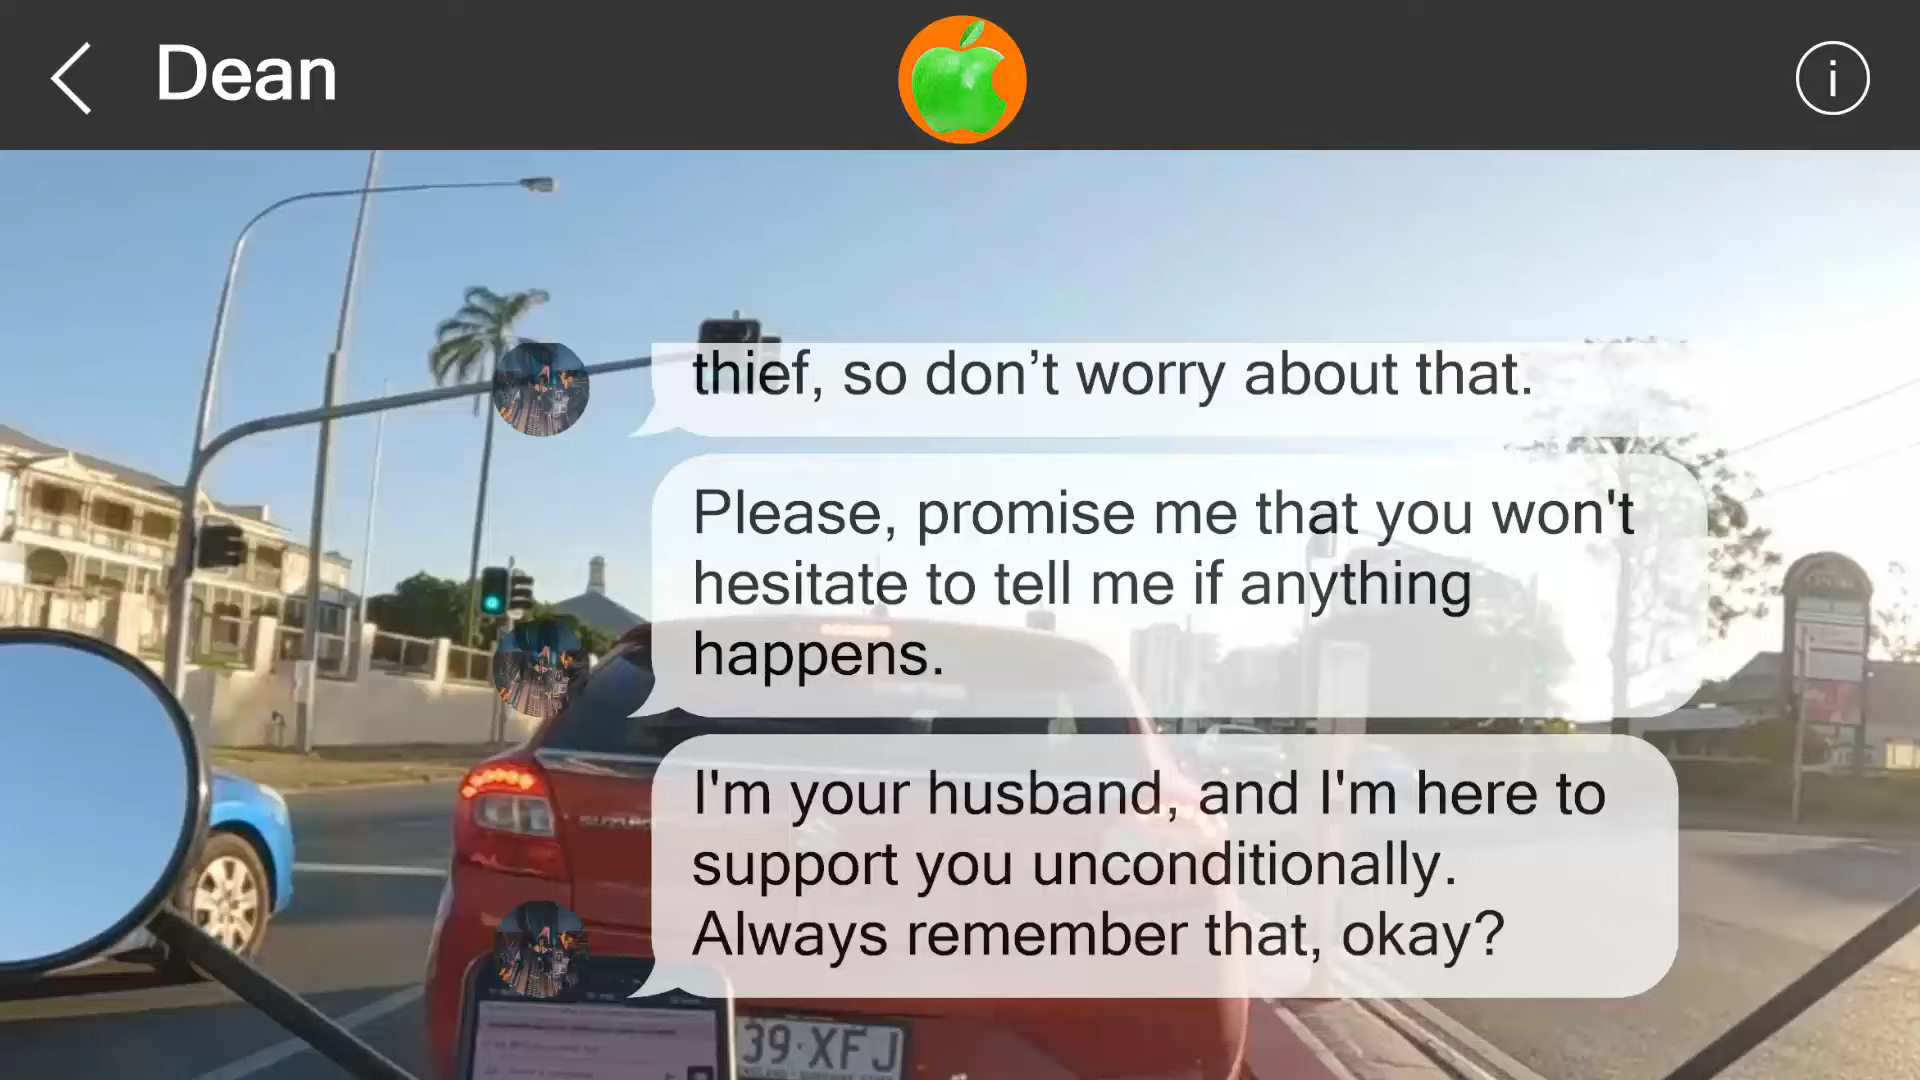 Dean
thief, so don’t worry about that.
Please, promise me that you won't
hesitate to tell me if anything
happens.
I'm your husband, and I'm here to
support you unconditionally.
Always remember that, okay?
39·XFJ